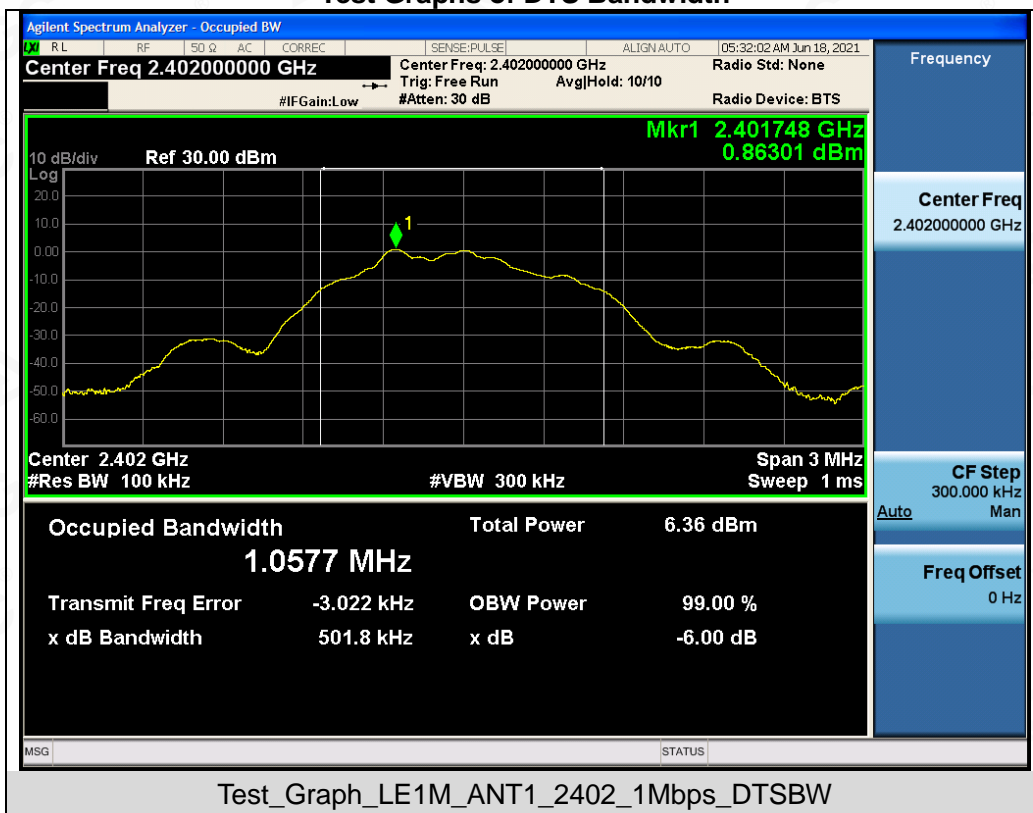 Test Graphs of DTS Bandwidth
Agilent Spectrum Analyzer - Occupied BW
LXI RL RF 50 Ω AC CORREC SENSE:PULSE ALIGN AUTO 05:32:02 AM Jun 18, 2021
Center Freq 2.402000000 GHz Center Freq: 2.402000000 GHz Radio Std: None Frequency
Trig: Free Run Avg|Hold: 10/10
#IFGain:Low #Atten: 30 dB Radio Device: BTS
Mkr1 2.401748 GHz
10 dB/div Ref 30.00 dBm 0.86301 dBm
Log
20.0
10.0
0.00
-10.0
-20.0
-30.0
-40.0
-50.0
-60.0
1
Center Freq
2.402000000 GHz
Center 2.402 GHz Span 3 MHz
#Res BW 100 kHz #VBW 300 kHz Sweep 1 ms
CF Step
300.000 kHz
Auto Man
Occupied Bandwidth Total Power 6.36 dBm
1.0577 MHz
Freq Offset
0 Hz
Transmit Freq Error -3.022 kHz OBW Power 99.00 %
x dB Bandwidth 501.8 kHz x dB -6.00 dB
MSG STATUS
Test_Graph_LE1M_ANT1_2402_1Mbps_DTSBW